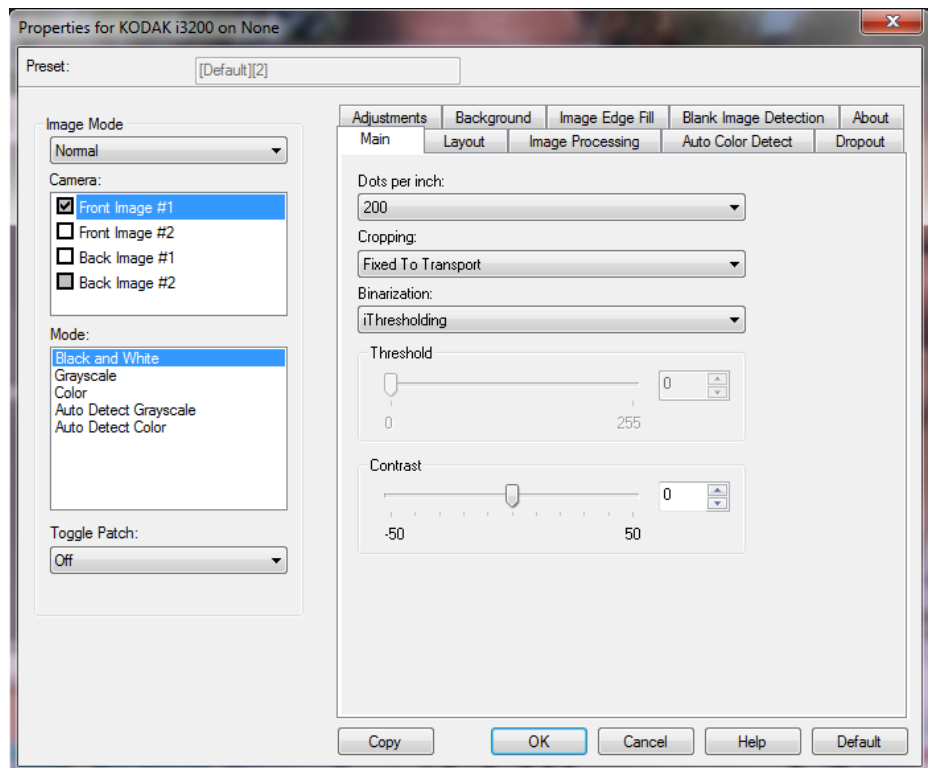 Properties for KODAK i3200 on None
Preset:
[Default][2]
Image Mode
Normal
Camera:
Front Image #1
Front Image #2
Back Image #1
Back Image #2
Mode:
Black and White
Grayscale
Color
Auto Detect Grayscale
Auto Detect Color
Toggle Patch:
Off
Adjustments Background Image Edge Fill Blank Image Detection About
Main Layout Image Processing Auto Color Detect Dropout
Dots per inch:
200
Cropping:
Fixed To Transport
Binarization:
iThresholding
Threshold
0
0 255
Contrast
0
-50 50
Copy OK Cancel Help Default